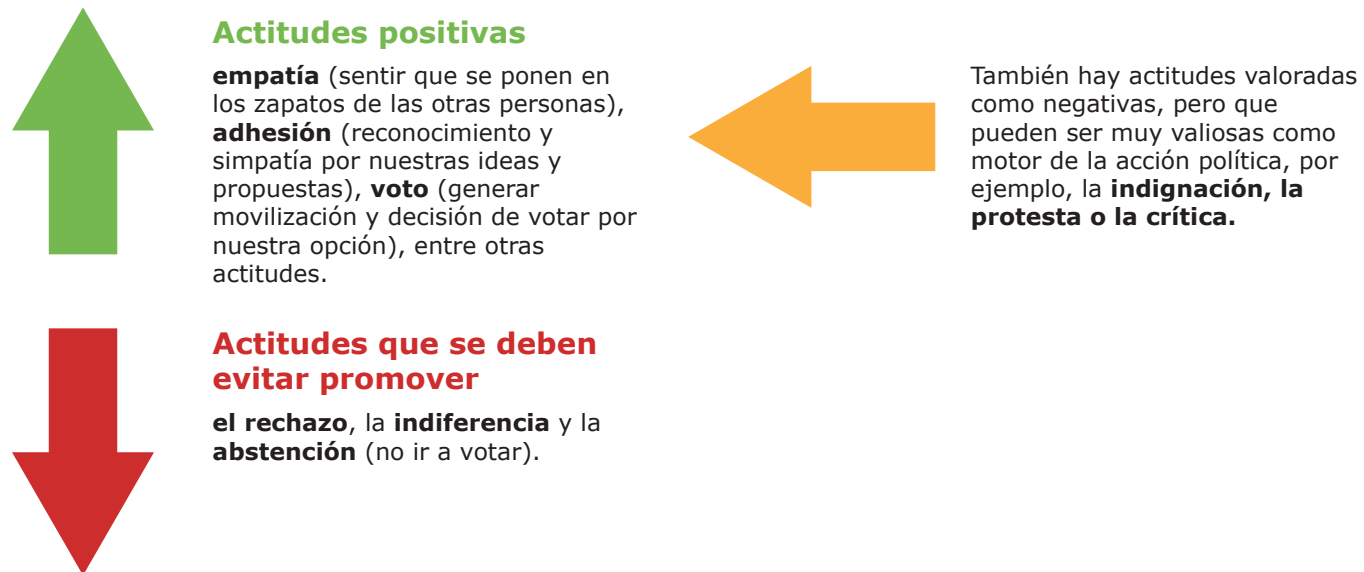 Actitudes positivas
empatía (sentir que se ponen en
los zapatos de las otras personas),
adhesión (reconocimiento y
simpatía por nuestras ideas y
propuestas), voto (generar
movilización y decisión de votar por
nuestra opción), entre otras
actitudes.
También hay actitudes valoradas
como negativas, pero que
pueden ser muy valiosas como
motor de la acción política, por
ejemplo, la indignación, la
protesta o la crítica.
Actitudes que se deben
evitar promover
el rechazo, la indiferencia y la
abstención (no ir a votar).